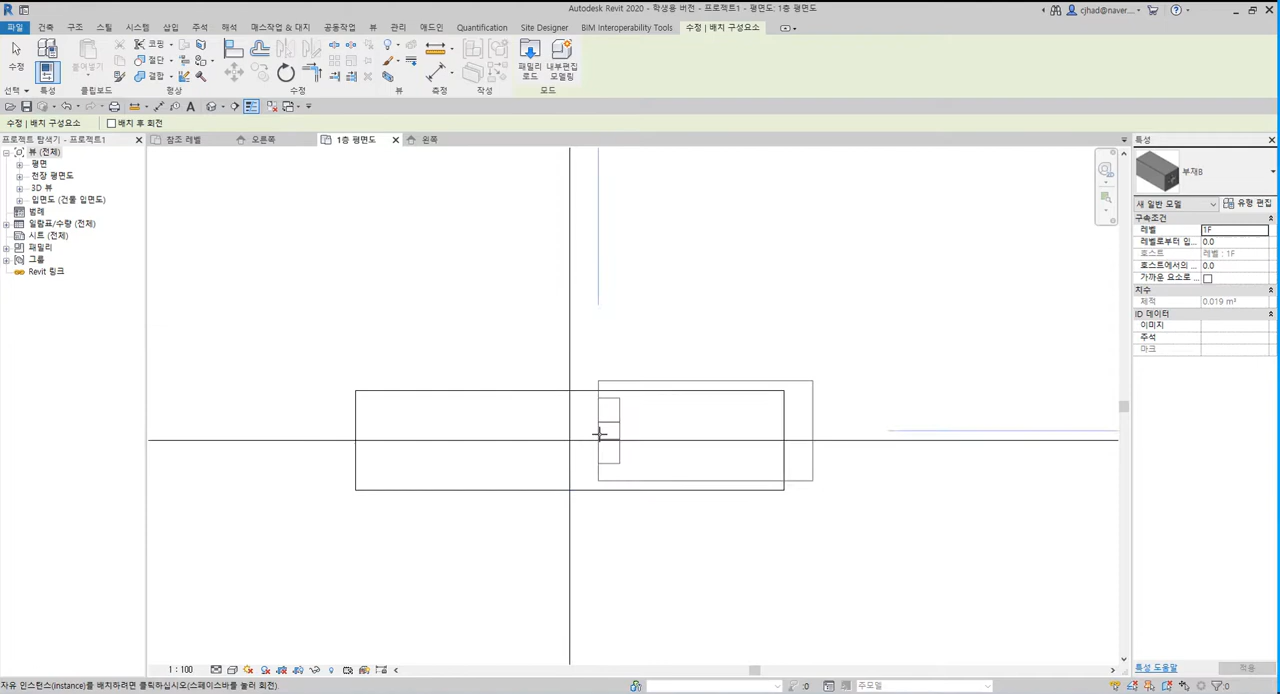 Autodesk Revit 2020 - 학생용 버전 - 프로젝트1 - 평면도: 1층 평면도
cjhad@naver...
파일 건축 구조 스틸 시스템 삽입 주석 해석 매스작업 & 대지 공동작업 뷰 관리 애드인 Quantification Site Designer BIM Interoperability Tools 수정 | 배치 구성요소
수정
붙여넣기
코핑
절단
결합
패밀리 로드
내부편집 모델링
선택 특성 클립보드 형상 수정 뷰 측정 작성 모드
수정 | 배치 구성요소 배치 후 회전
프로젝트 탐색기 - 프로젝트1
참조 레벨 오른쪽 1층 평면도 왼쪽
뷰 (전체)
평면
천장 평면도
3D 뷰
입면도 (건물 입면도)
범례
일람표/수량 (전체)
시트 (전체)
패밀리
그룹
Revit 링크
특성
부재B
새 일반 모델 유형 편집
구속조건
레벨 1F
레벨로부터 입... 0.0
호스트 레벨 : 1F
호스트에서의 ... 0.0
가까운 요소로 ...
치수
체적 0.019 m³
ID 데이터
이미지
주석
마크
특성 도움말 적용
1 : 100
자유 인스턴스(instance)를 배치하려면 클릭하십시오(스페이스바를 눌러 회전).
:0 주모델 :0